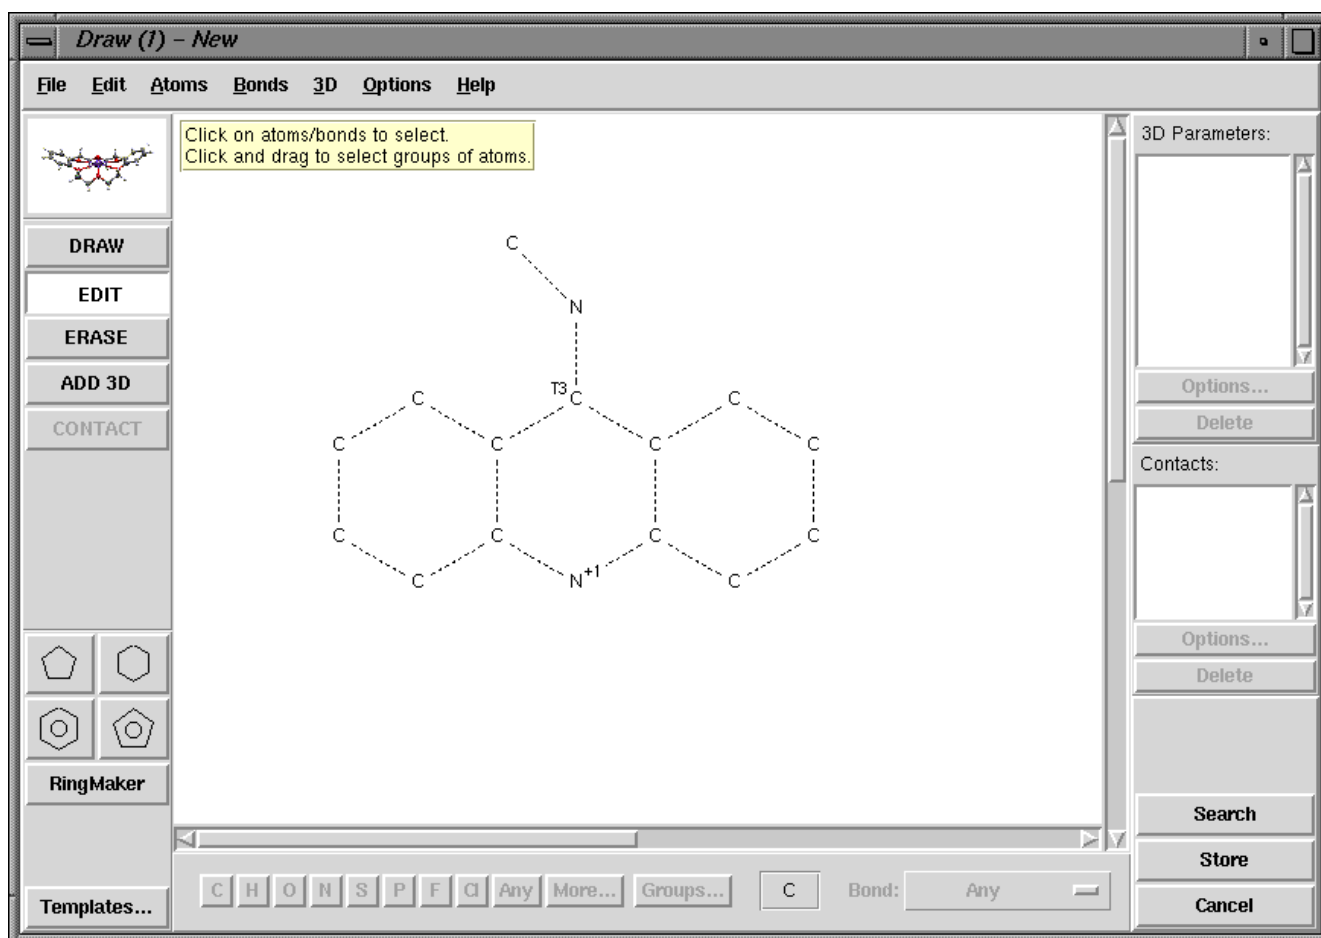 Draw (1) – New
File Edit Atoms Bonds 3D Options Help
Click on atoms/bonds to select.
Click and drag to select groups of atoms.
3D Parameters:
DRAW
EDIT
ERASE
ADD 3D
CONTACT
C
N
T3 C
C C
C C C C
C C C C
C N+1 C
Options...
Delete
Contacts:
Options...
Delete
RingMaker
Templates...
C H O N S P F Cl Any More... Groups... C Bond: Any
Search
Store
Cancel